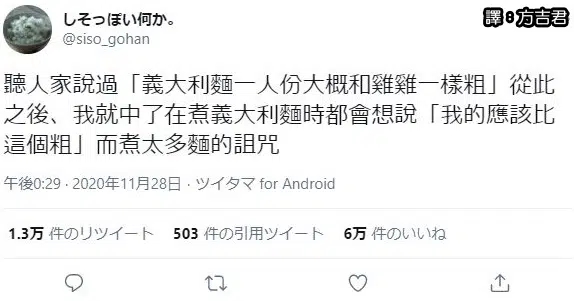 しそっぽい何か。
@siso_gohan
譯:方吉君
聽人家說過「義大利麵一人份大概和雞雞一樣粗」從此
之後、我就中了在煮義大利麵時都會想說「我的應該比
這個粗」而煮太多麵的詛咒
午後0:29 · 2020年11月28日 · ツイタマ for Android
1.3万 件のリツイート 503 件の引用ツイート 6万 件のいいね